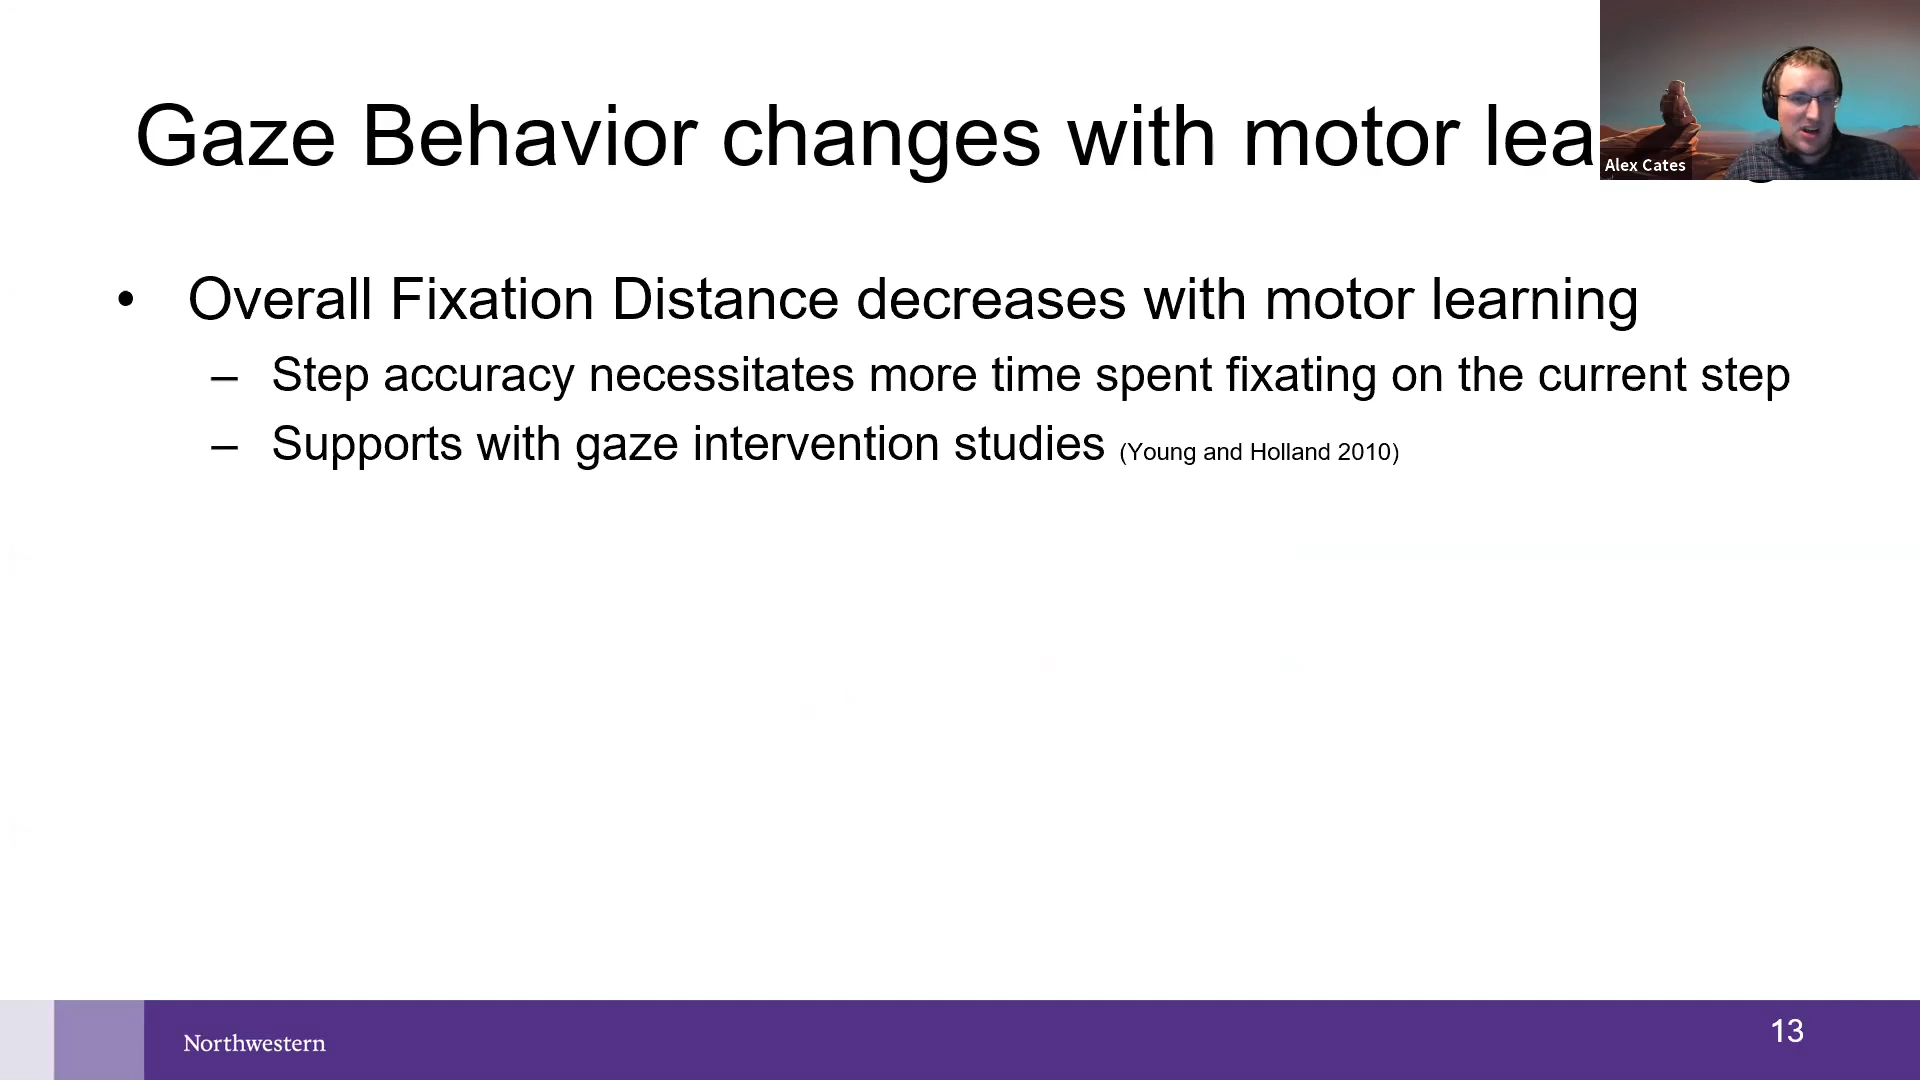 Gaze Behavior changes with motor lea
Alex Cates
• Overall Fixation Distance decreases with motor learning
– Step accuracy necessitates more time spent fixating on the current step
– Supports with gaze intervention studies (Young and Holland 2010)
Northwestern
13